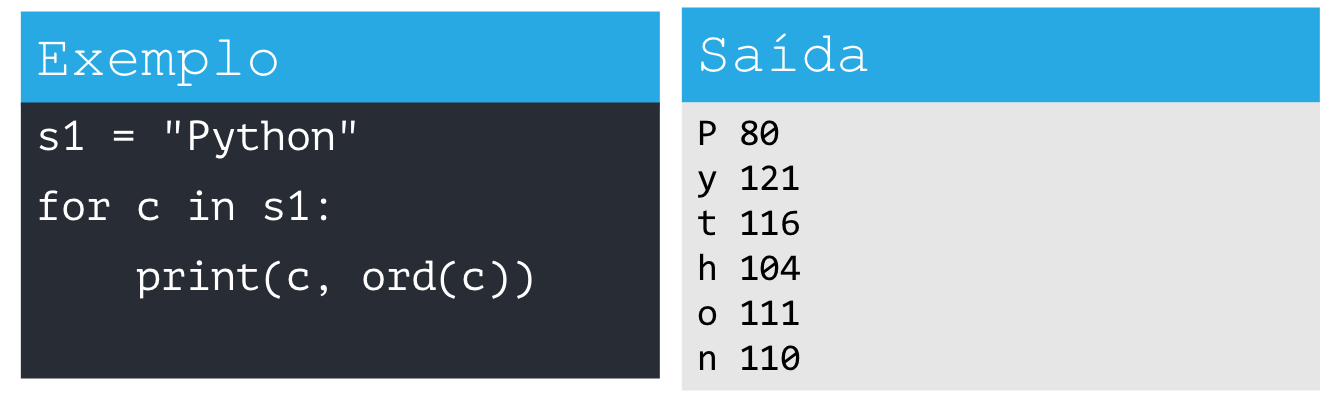 Exemplo
s1 = "Python"
for c in s1:
    print(c, ord(c))
Saída
P 80
y 121
t 116
h 104
o 111
n 110